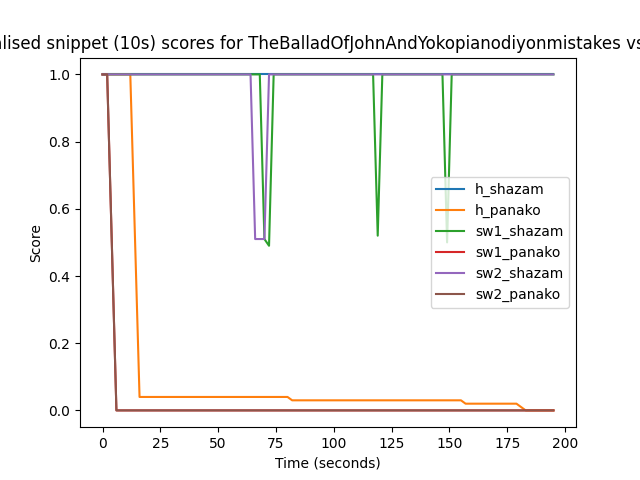 alised snippet (10s) scores for TheBalladOfJohnAndYokopianodiyonmistakes vs
1.0
0.8
0.6
0.4
0.2
0.0
Score
h_shazam
h_panako
sw1_shazam
sw1_panako
sw2_shazam
sw2_panako
0 25 50 75 100 125 150 175 200
Time (seconds)